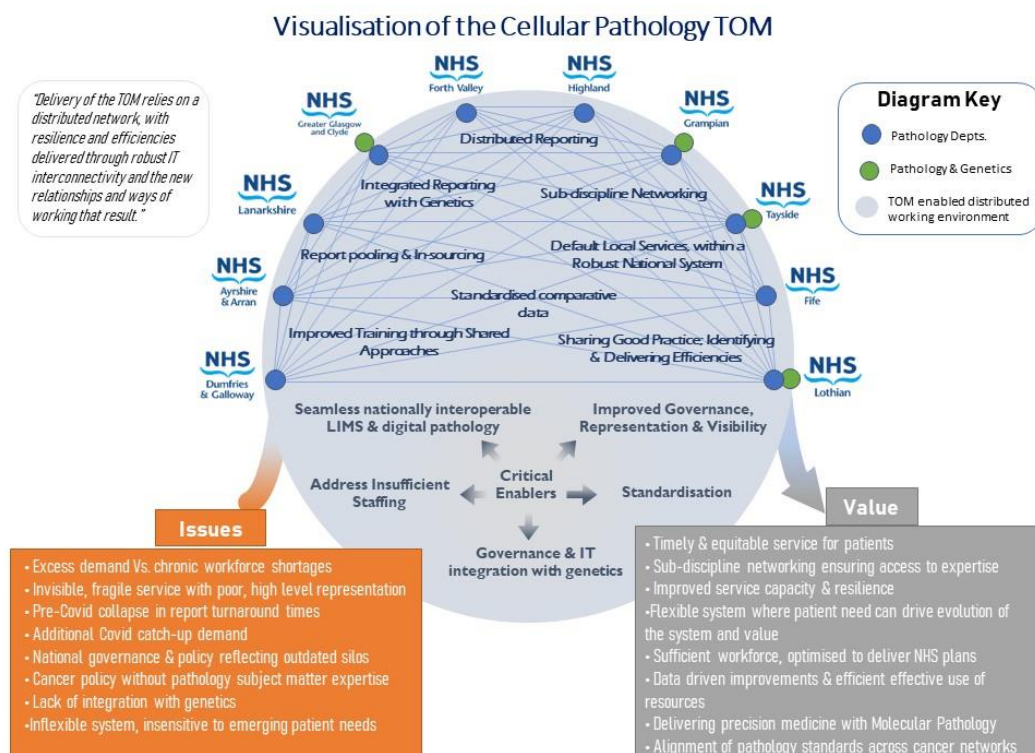 Visualisation of the Cellular Pathology TOM
"Delivery of the TOM relies on a
distributed network, with
resilience and efficiencies
delivered through robust IT
interconnectivity and the new
relationships and ways of
working that result."
NHS
Forth Valley
NHS
Highland
NHS
Greater Glasgow
and Clyde
NHS
Grampian
NHS
Lanarkshire
NHS
Tayside
NHS
Ayrshire
& Arran
NHS
Fife
NHS
Dumfries
& Galloway
NHS
Lothian
Diagram Key
Pathology Depts.
Pathology & Genetics
TOM enabled distributed
working environment
Distributed Reporting
Integrated Reporting
with Genetics
Sub-discipline Networking
Report pooling & In-sourcing
Default Local Services, within a
Robust National System
Standardised comparative
data
Improved Training through Shared
Approaches
Sharing Good Practice; Identifying
& Delivering Efficiencies
Seamless nationally interoperable
LIMS & digital pathology
Improved Governance,
Representation & Visibility
Address Insufficient
Staffing
Critical
Enablers
Standardisation
Governance & IT
integration with genetics
Issues
• Excess demand Vs. chronic workforce shortages
• Invisible, fragile service with poor, high level representation
• Pre-Covid collapse in report turnaround times
• Additional Covid catch-up demand
• National governance & policy reflecting outdated silos
• Cancer policy without pathology subject matter expertise
• Lack of integration with genetics
•Inflexible system, insensitive to emerging patient needs
Value
• Timely & equitable service for patients
• Sub-discipline networking ensuring access to expertise
• Improved service capacity & resilience
•Flexible system where patient need can drive evolution of
the system and value
• Sufficient workforce, optimised to deliver NHS plans
• Data driven improvements & efficient effective use of
resources
• Delivering precision medicine with Molecular Pathology
• Alignment of pathology standards across cancer networks